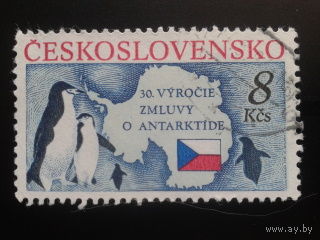 ČESKOSLOVENSKO
30. VÝROČIE
ZMLUVY
O ANTARKTÍDE
8
Kčs
www.ay.by